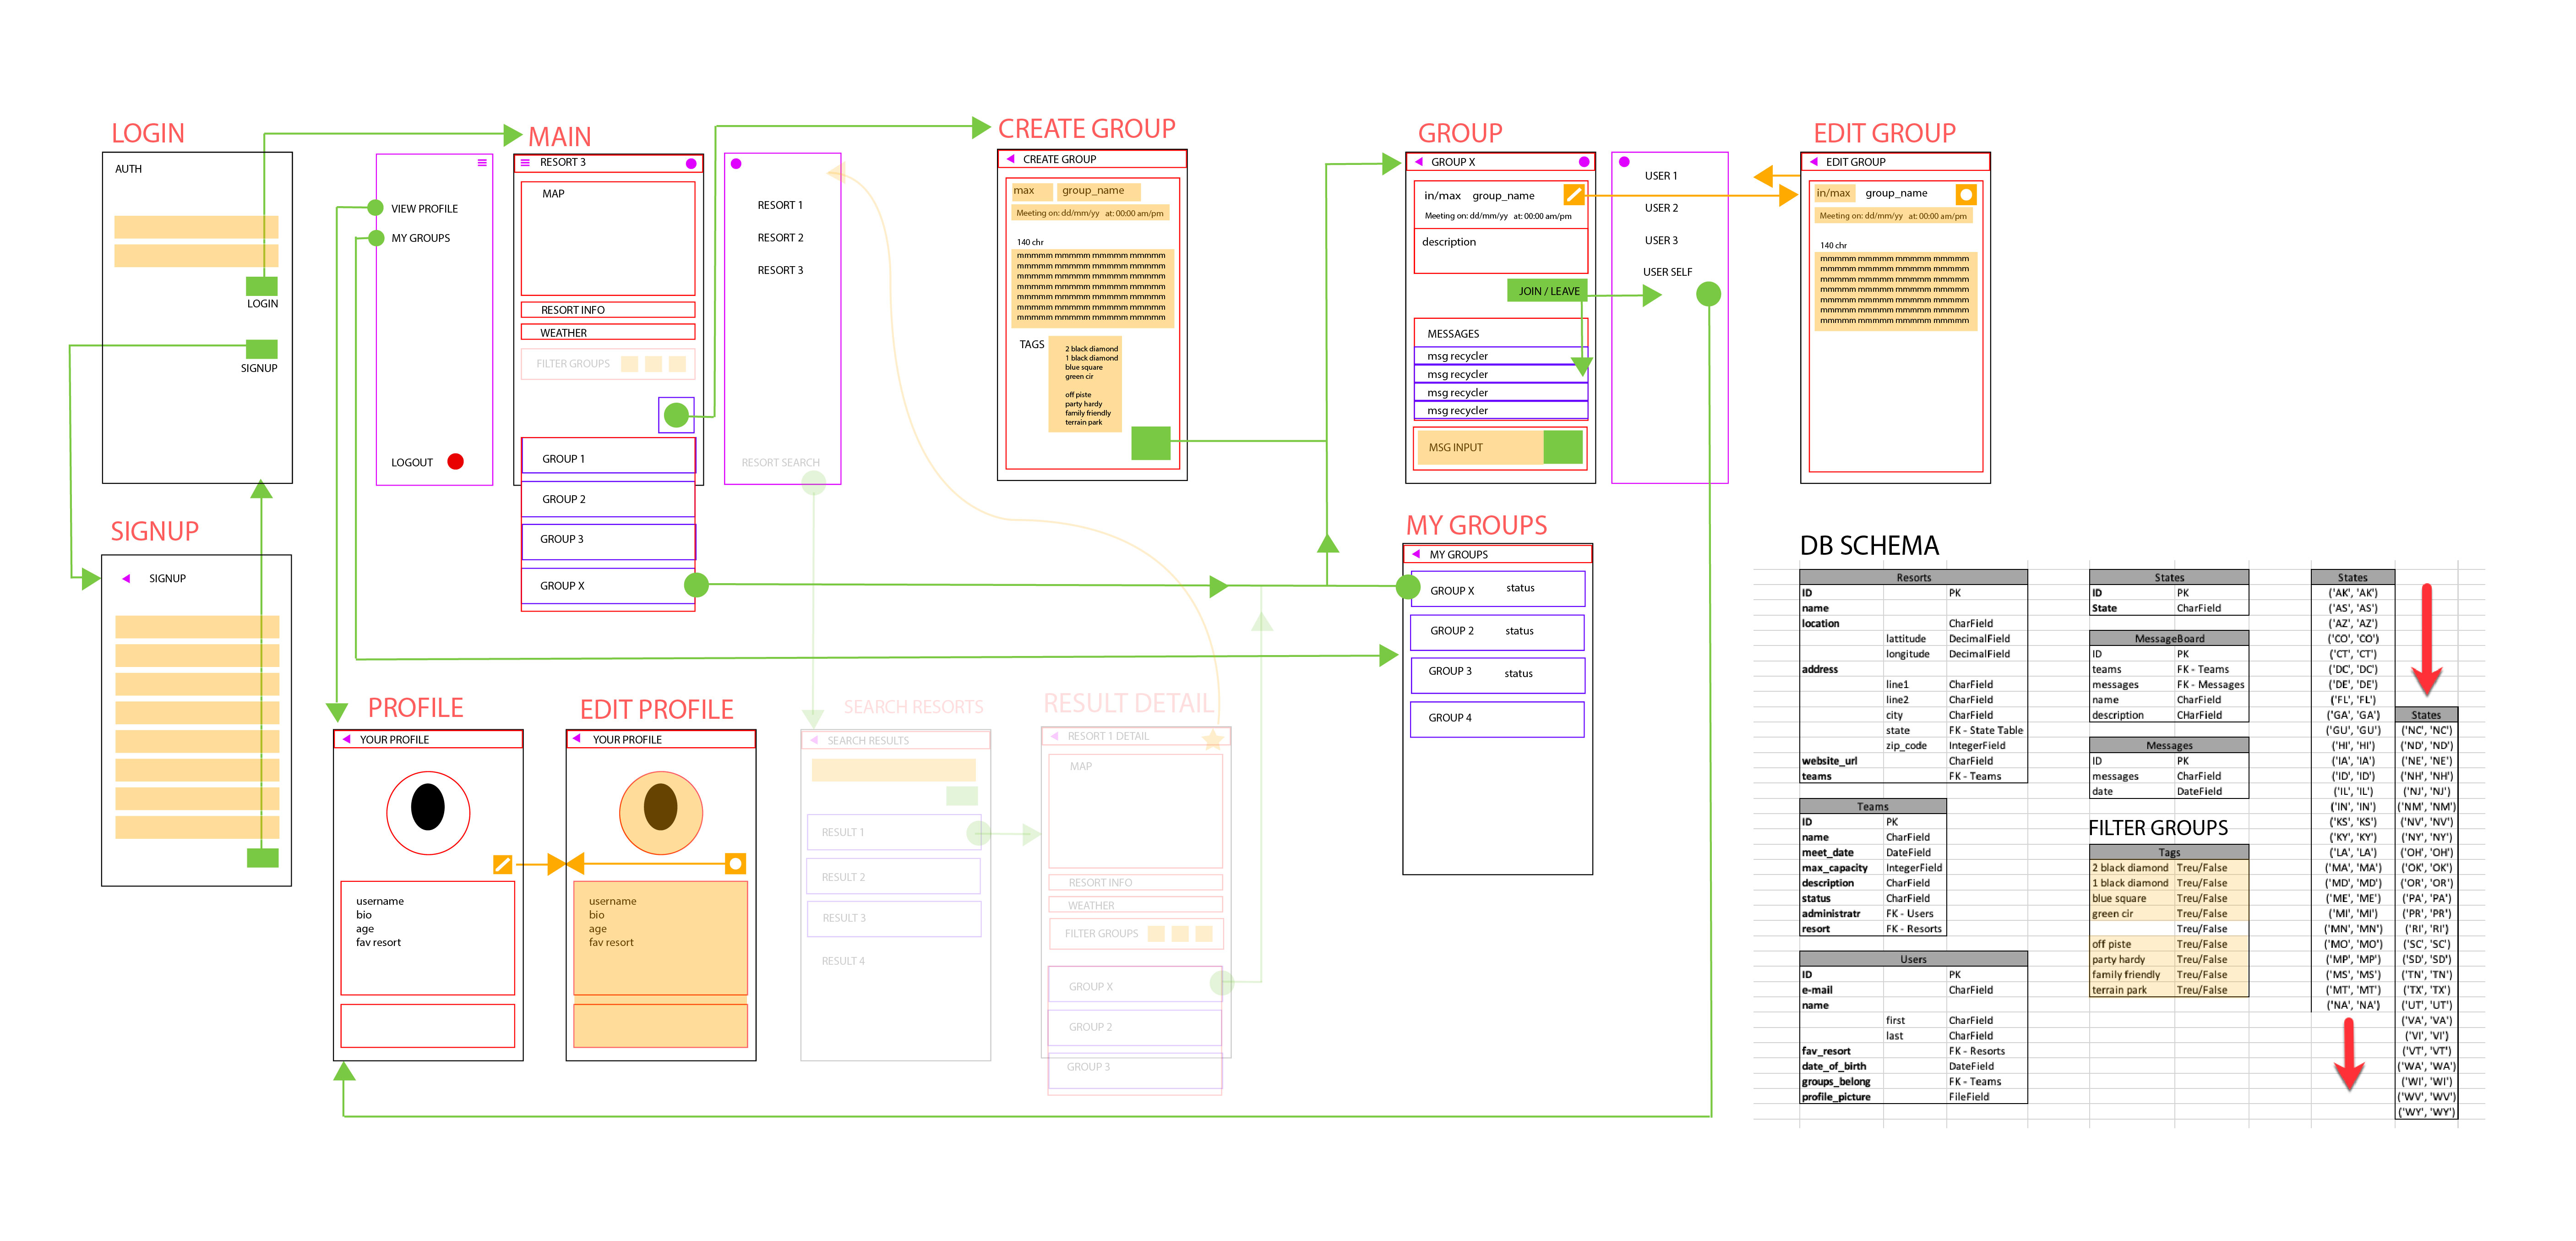 LOGIN
AUTH
LOGIN
SIGNUP
SIGNUP
SIGNUP
VIEW PROFILE
MY GROUPS
LOGOUT
MAIN
RESORT 3
MAP
RESORT INFO
WEATHER
FILTER GROUPS
GROUP 1
GROUP 2
GROUP 3
GROUP X
RESORT 1
RESORT 2
RESORT 3
RESORT SEARCH
CREATE GROUP
CREATE GROUP
max group_name
Meeting on: dd/mm/yy at: 00:00 am/pm
140 chr
mmmmm mmmmm mmmmm mmmmm
mmmmm mmmmm mmmmm mmmmm
mmmmm mmmmm mmmmm mmmmm
mmmmm mmmmm mmmmm mmmmm
mmmmm mmmmm mmmmm mmmmm
mmmmm mmmmm mmmmm mmmmm
mmmmm mmmmm mmmmm mmmmm
TAGS
2 black diamond
1 black diamond
blue square
green cir
off piste
party hardy
family friendly
terrain park
GROUP
GROUP X
in/max group_name
Meeting on: dd/mm/yy at: 00:00 am/pm
description
JOIN / LEAVE
MESSAGES
msg recycler
msg recycler
msg recycler
msg recycler
MSG INPUT
USER 1
USER 2
USER 3
USER SELF
EDIT GROUP
EDIT GROUP
in/max group_name
Meeting on: dd/mm/yy at: 00:00 am/pm
140 chr
mmmmm mmmmm mmmmm mmmmm
mmmmm mmmmm mmmmm mmmmm
mmmmm mmmmm mmmmm mmmmm
mmmmm mmmmm mmmmm mmmmm
mmmmm mmmmm mmmmm mmmmm
mmmmm mmmmm mmmmm mmmmm
mmmmm mmmmm mmmmm mmmmm
MY GROUPS
MY GROUPS
GROUP X status
GROUP 2 status
GROUP 3 status
GROUP 4
PROFILE
YOUR PROFILE
username
bio
age
fav resort
EDIT PROFILE
YOUR PROFILE
username
bio
age
fav resort
SEARCH RESORTS
SEARCH RESULTS
RESULT 1
RESULT 2
RESULT 3
RESULT 4
RESULT DETAIL
RESORT 1 DETAIL
MAP
RESORT INFO
WEATHER
FILTER GROUPS
GROUP X
GROUP 2
GROUP 3
DB SCHEMA
Resorts
ID PK
name
location CharField
lattitude DecimalField
longitude DecimalField
address
line1 CharField
line2 CharField
city CharField
state FK - State Table
zip_code IntegerField
website_url CharField
teams FK - Teams
Teams
ID PK
name CharField
meet_date DateField
max_capacity IntegerField
description CharField
status CharField
administratr FK - Users
resort FK - Resorts
Users
ID PK
e-mail CharField
name
first CharField
last CharField
fav_resort FK - Resorts
date_of_birth DateField
groups_belong FK - Teams
profile_picture FileField
States
ID PK
State CharField
MessageBoard
ID PK
teams FK - Teams
messages FK - Messages
name CharField
description CHarField
Messages
ID PK
messages CharField
date DateField
FILTER GROUPS
Tags
2 black diamond Treu/False
1 black diamond Treu/False
blue square Treu/False
green cir Treu/False
Treu/False
off piste Treu/False
party hardy Treu/False
family friendly Treu/False
terrain park Treu/False
States
('AK', 'AK')
('AS', 'AS')
('AZ', 'AZ')
('CO', 'CO')
('CT', 'CT')
('DC', 'DC')
('DE', 'DE')
('FL', 'FL')
('GA', 'GA')
('GU', 'GU')
('HI', 'HI')
('IA', 'IA')
('ID', 'ID')
('IL', 'IL')
('IN', 'IN')
('KS', 'KS')
('KY', 'KY')
('LA', 'LA')
('MA', 'MA')
('MD', 'MD')
('ME', 'ME')
('MI', 'MI')
('MN', 'MN')
('MO', 'MO')
('MP', 'MP')
('MS', 'MS')
('MT', 'MT')
('NA', 'NA')
States
('NC', 'NC')
('ND', 'ND')
('NE', 'NE')
('NH', 'NH')
('NJ', 'NJ')
('NM', 'NM')
('NV', 'NV')
('NY', 'NY')
('OH', 'OH')
('OK', 'OK')
('OR', 'OR')
('PA', 'PA')
('PR', 'PR')
('RI', 'RI')
('SC', 'SC')
('SD', 'SD')
('TN', 'TN')
('TX', 'TX')
('UT', 'UT')
('VA', 'VA')
('VI', 'VI')
('VT', 'VT')
('WA', 'WA')
('WI', 'WI')
('WV', 'WV')
('WY', 'WY')